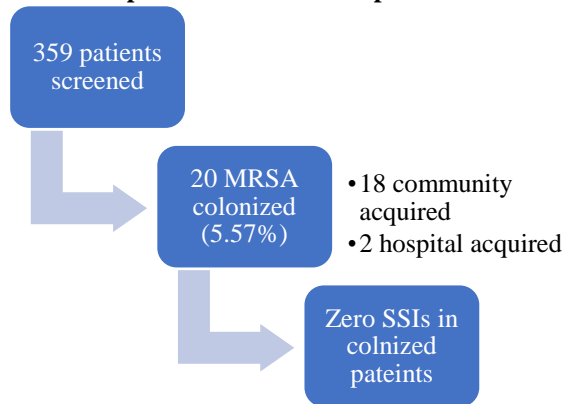 359 patients
screened
20 MRSA
colonized
(5.57%)
•18 community
acquired
•2 hospital acquired
Zero SSIs in
colnized
pateints